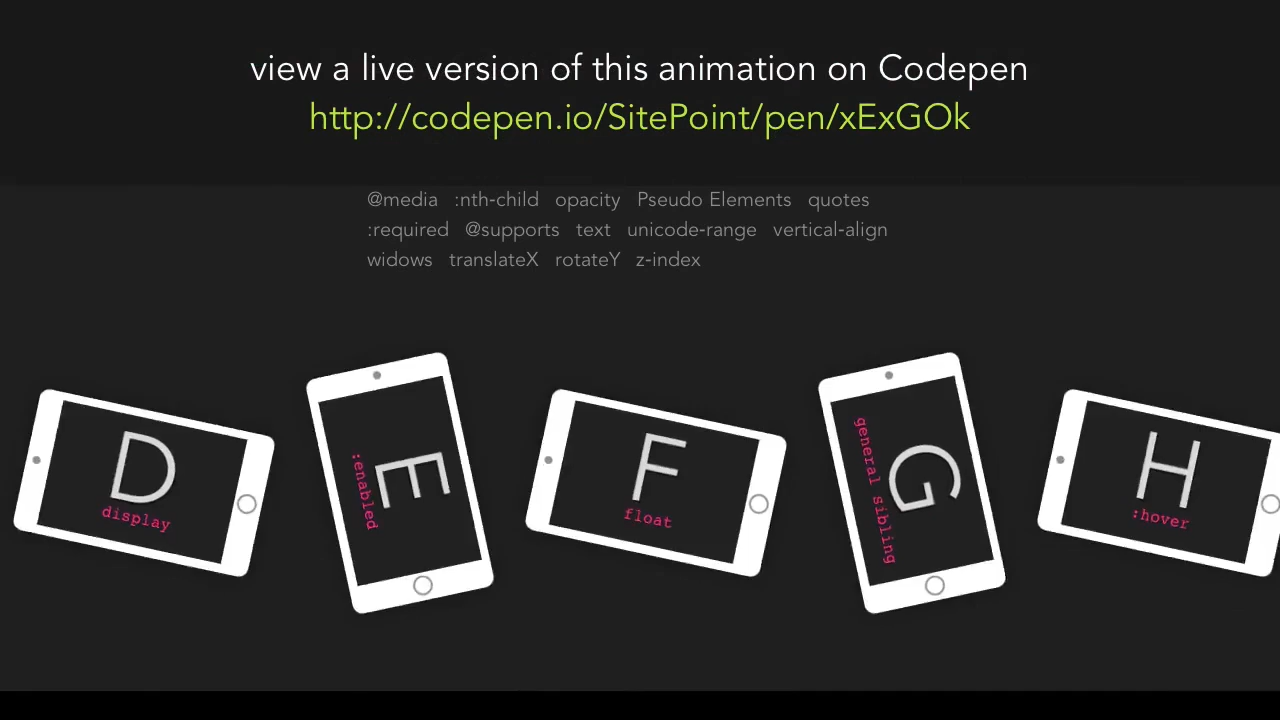 view a live version of this animation on Codepen
http://codepen.io/SitePoint/pen/xExGOk
@media :nth-child opacity Pseudo Elements quotes
:required @supports text unicode-range vertical-align
widows translateX rotateY z-index
D
display
E
:enabled
F
float
G
general sibling
H
:hover